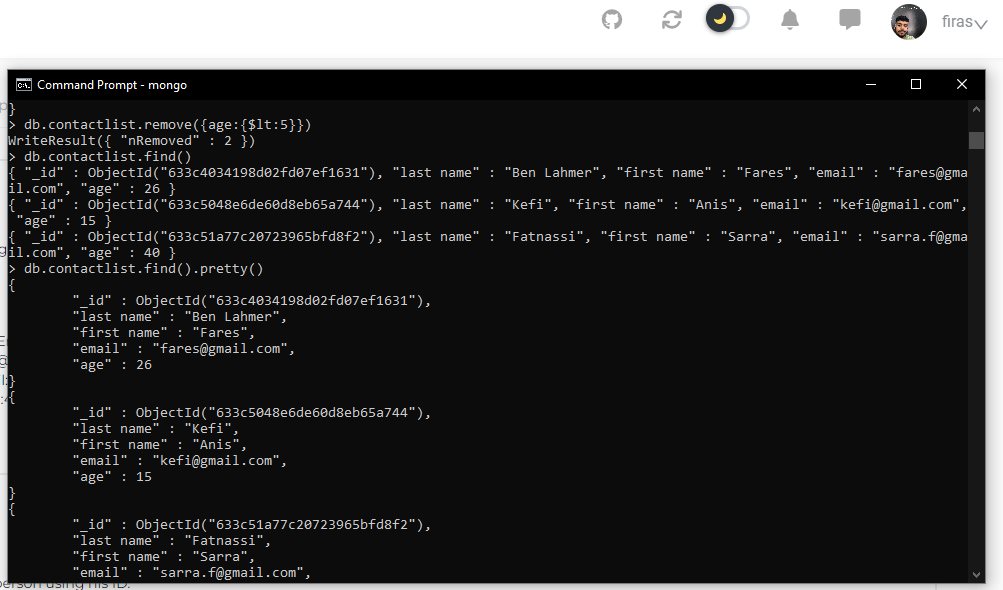 firas
Command Prompt - mongo
}
> db.contactlist.remove({age:{$lt:5}})
WriteResult({ "nRemoved" : 2 })
> db.contactlist.find()
{ "_id" : ObjectId("633c4034198d02fd07ef1631"), "last name" : "Ben Lahmer", "first name" : "Fares", "email" : "fares@gma
il.com", "age" : 26 }
{ "_id" : ObjectId("633c5048e6de60d8eb65a744"), "last name" : "Kefi", "first name" : "Anis", "email" : "kefi@gmail.com",
"age" : 15 }
{ "_id" : ObjectId("633c51a77c20723965bfd8f2"), "last name" : "Fatnassi", "first name" : "Sarra", "email" : "sarra.f@gma
il.com", "age" : 40 }
> db.contactlist.find().pretty()
{
"_id" : ObjectId("633c4034198d02fd07ef1631"),
"last name" : "Ben Lahmer",
"first name" : "Fares",
"email" : "fares@gmail.com",
"age" : 26
}
{
"_id" : ObjectId("633c5048e6de60d8eb65a744"),
"last name" : "Kefi",
"first name" : "Anis",
"email" : "kefi@gmail.com",
"age" : 15
}
{
"_id" : ObjectId("633c51a77c20723965bfd8f2"),
"last name" : "Fatnassi",
"first name" : "Sarra",
"email" : "sarra.f@gmail.com",
using his ID.